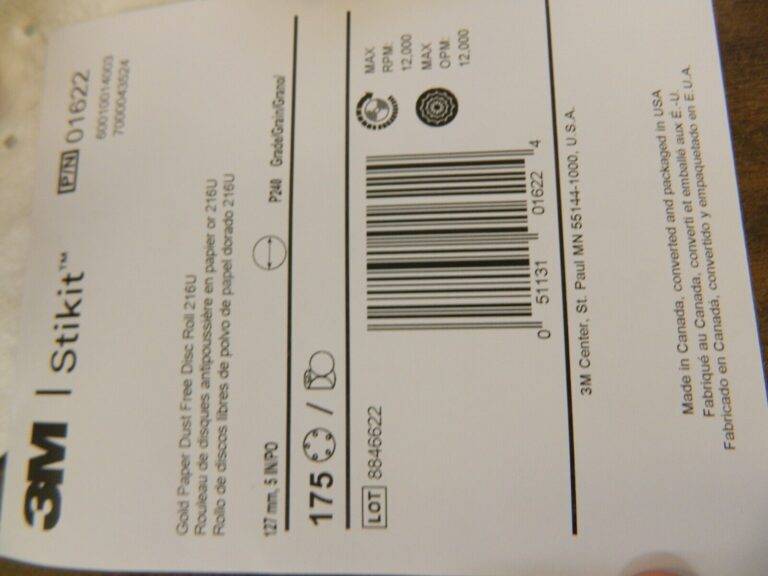 3M | Stikit™ P/N 01622
60010014003
7000043524
Gold Paper Dust Free Disc Roll 216U
Rouleau de disques antipoussière en papier or 216U
Rollo de discos libres de polvo de papel dorado 216U
127 mm, 5 IN/PO P240 Grade/Grain/Grano/
175 /
MAX
RPM:
12,000
MAX
OPM:
12,000
LOT 8846622
0 51131 01622 4
3M Center, St. Paul MN 55144-1000, U.S.A.
Made in Canada, converted and packaged in USA
Fabriqué au Canada, converti et emballé aux É.-U.
Fabricado en Canadá, convertido y empaquetado en E.U.A.